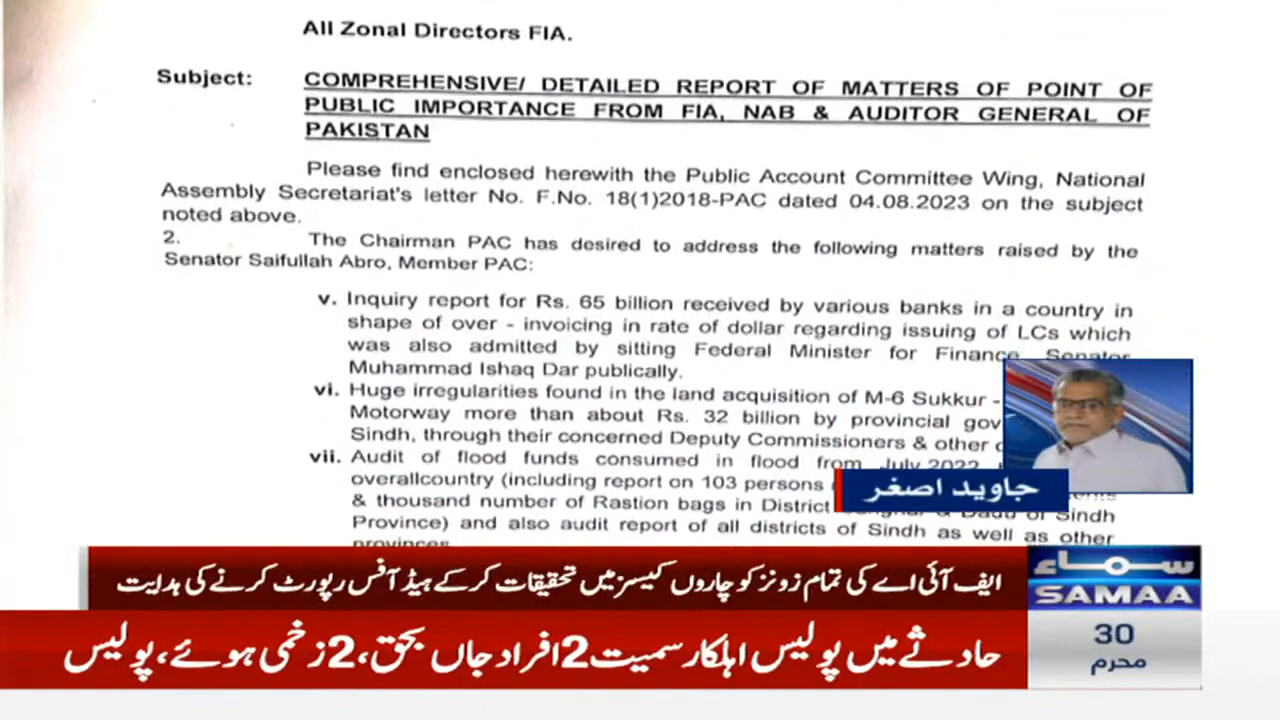 All Zonal Directors FIA.
Subject: COMPREHENSIVE/ DETAILED REPORT OF MATTERS OF POINT OF
PUBLIC IMPORTANCE FROM FIA, NAB & AUDITOR GENERAL OF
PAKISTAN
Please find enclosed herewith the Public Account Committee Wing, National
Assembly Secretariat's letter No. F.No. 18(1)2018-PAC dated 04.08.2023 on the subject
noted above.
2. The Chairman PAC has desired to address the following matters raised by the
Senator Saifullah Abro, Member PAC:
v. Inquiry report for Rs. 65 billion received by various banks in a country in
shape of over - invoicing in rate of dollar regarding issuing of LCs which
was also admitted by sitting Federal Minister for Finance, Senator
Muhammad Ishaq Dar publically.
vi. Huge irregularities found in the land acquisition of M-6 Sukkur -
Motorway more than about Rs. 32 billion by provincial gov
Sindh, through their concerned Deputy Commissioners & other
vii. Audit of flood funds consumed in flood from July 2022
overallcountry (including report on 103 persons
& thousand number of Rastion bags in District & Dadu of Sindh
Province) and also audit report of all districts of Sindh as well as other
provinces
جاوید اصغر
ایف آئی اے کی تمام زونز کو چاروں کیسز میں تحقیقات کرکے ہیڈ آفس رپورٹ کرنے کی ہدایت
حادثے میں پولیس اہلکار سمیت 2 افراد جاں بحق، 2 زخمی ہوئے، پولیس
سماء
SAMAA
30
محرم